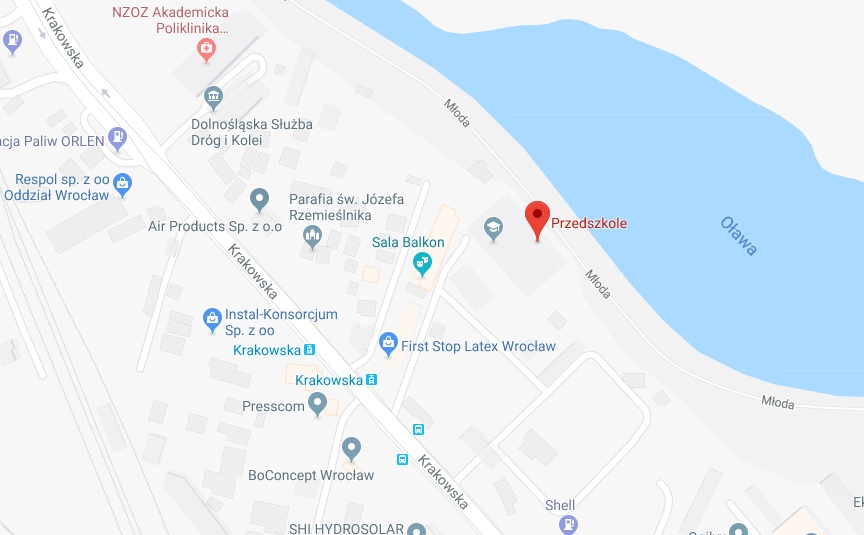 NZOZ Akademicka
Poliklinika...
Krakowska
Młoda
Dolnośląska Służba
Dróg i Kolei
cja Paliw ORLEN
Respol sp. z oo
Oddział Wrocław
Parafia św. Józefa
Rzemieślnika
Air Products Sp. z o.o
Przedszkole
Oława
Sala Balkon
Krakowska
Młoda
Instal-Konsorcjum
Sp. z oo
First Stop Latex Wrocław
Krakowska
Krakowska
Presscom
Młoda
BoConcept Wrocław
Krakowska
Shell
SHI HYDROSOLAR